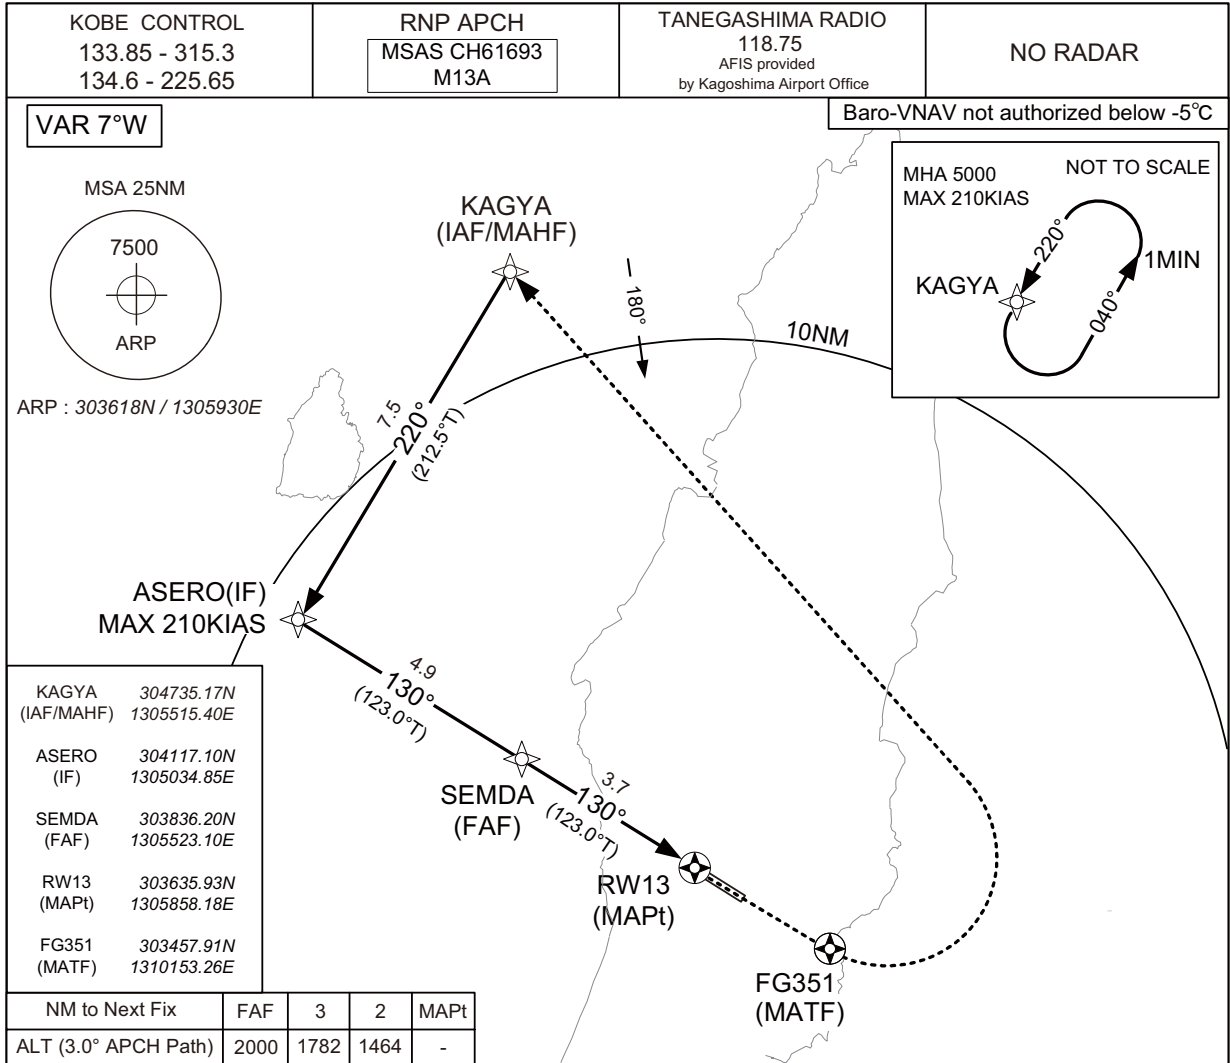 KOBE CONTROL
133.85 - 315.3
134.6 - 225.65
RNP APCH
MSAS CH61693
M13A
TANEGASHIMA RADIO
118.75
AFIS provided
by Kagoshima Airport Office
NO RADAR
VAR 7°W
Baro-VNAV not authorized below -5℃
MSA 25NM
7500
ARP
ARP : 303618N / 1305930E
KAGYA
(IAF/MAHF)
180°
10NM
MHA 5000
MAX 210KIAS
NOT TO SCALE
220°
KAGYA
1MIN
040°
7.5
220°
(212.5°T)
ASERO(IF)
MAX 210KIAS
4.9
130°
(123.0°T)
SEMDA
(FAF)
3.7
130°
(123.0°T)
RW13
(MAPt)
FG351
(MATF)
KAGYA 304735.17N
(IAF/MAHF) 1305515.40E
ASERO 304117.10N
(IF) 1305034.85E
SEMDA 303836.20N
(FAF) 1305523.10E
RW13 303635.93N
(MAPt) 1305858.18E
FG351 303457.91N
(MATF) 1310153.26E
NM to Next Fix FAF 3 2 MAPt
ALT (3.0° APCH Path) 2000 1782 1464 -